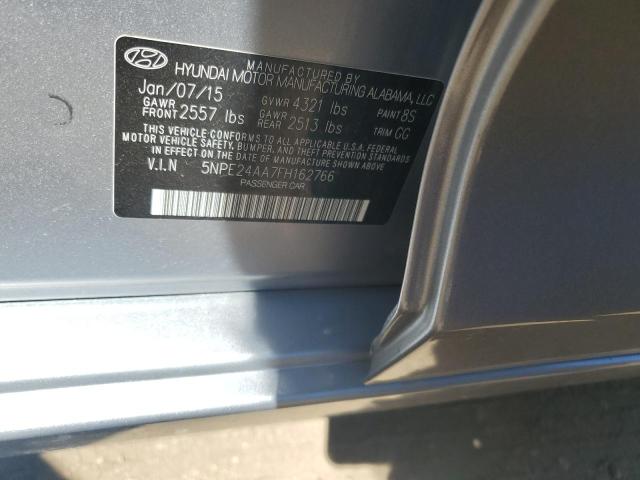 MANUFACTURED BY
HYUNDAI MOTOR MANUFACTURING ALABAMA, LLC
Jan/07/15 GVWR 4321 lbs PAINT 8S
GAWR FRONT 2557 lbs GAWR REAR 2513 lbs TRIM GG
THIS VEHICLE CONFORMS TO ALL APPLICABLE U.S.A. FEDERAL
MOTOR VEHICLE SAFETY, BUMPER, AND THEFT PREVENTION
STANDARDS IN EFFECT ON THE DATE OF MANUFACTURE SHOWN ABOVE.
V.I.N 5NPE24AA7FH162766
PASSENGER CAR